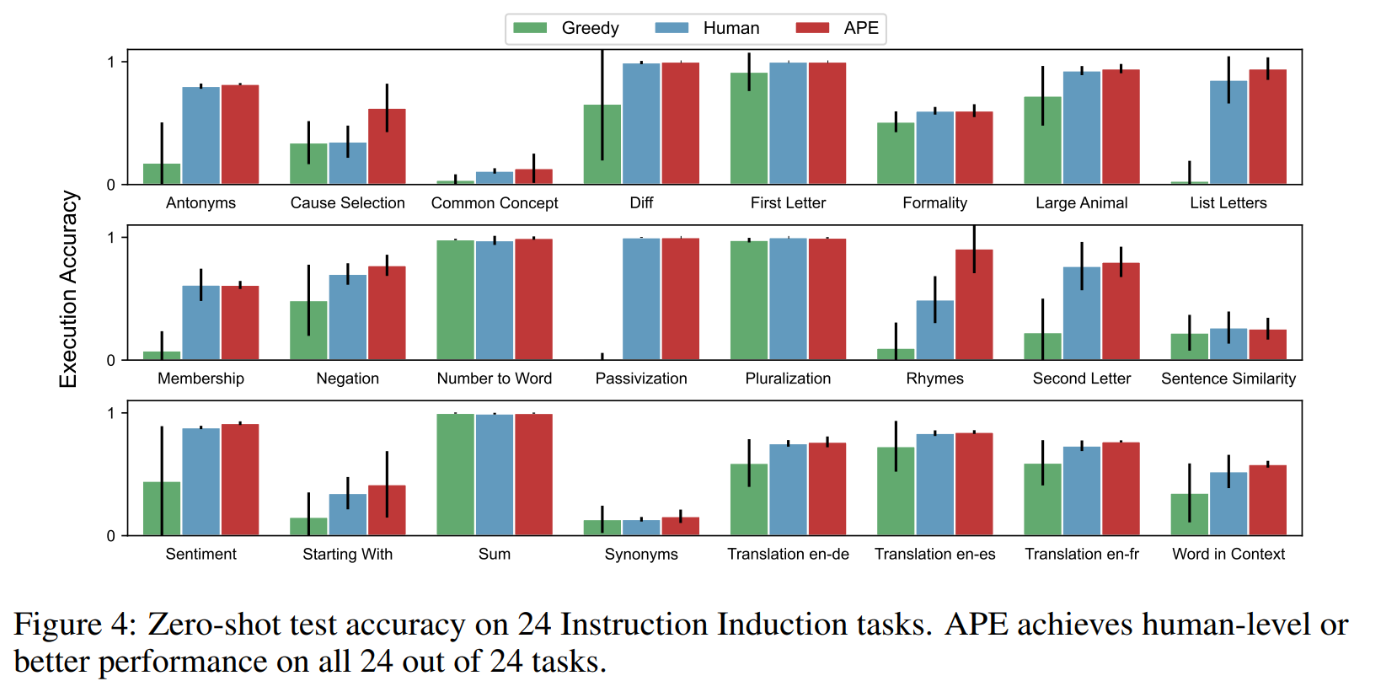 Greedy Human APE
Execution Accuracy
1
0
Antonyms Cause Selection Common Concept Diff First Letter Formality Large Animal List Letters
1
0
Membership Negation Number to Word Passivization Pluralization Rhymes Second Letter Sentence Similarity
1
0
Sentiment Starting With Sum Synonyms Translation en-de Translation en-es Translation en-fr Word in Context
Figure 4: Zero-shot test accuracy on 24 Instruction Induction tasks. APE achieves human-level or
better performance on all 24 out of 24 tasks.